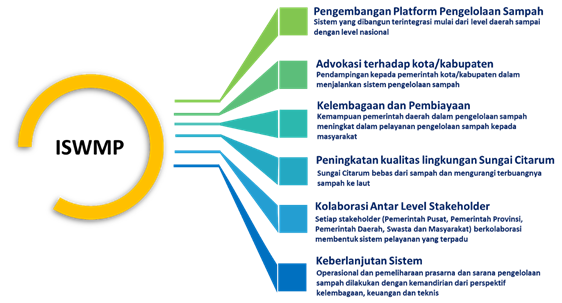 ISWMP
Pengembangan Platform Pengelolaan Sampah
Sistem yang dibangun terintegrasi mulai dari level daerah sampai
dengan level nasional
Advokasi terhadap kota/kabupaten
Pendampingan kepada pemerintah kota/kabupaten dalam
menjalankan sistem pengelolaan sampah
Kelembagaan dan Pembiayaan
Kemampuan pemerintah daerah dalam pengelolaan sampah
meningkat dalam pelayanan pengelolaan sampah kepada
masyarakat
Peningkatan kualitas lingkungan Sungai Citarum
Sungai Citarum bebas dari sampah dan mengurangi terbuangnya
sampah ke laut
Kolaborasi Antar Level Stakeholder
Setiap stakeholder (Pemerintah Pusat, Pemerintah Provinsi,
Pemerintah Daerah, Swasta dan Masyarakat) berkolaborasi
membentuk sistem pelayanan yang terpadu
Keberlanjutan Sistem
Operasional dan pemeliharaan prasarna dan sarana pengelolaan
sampah dilakukan dengan kemandirian dari perspektif
kelembagaan, keuangan dan teknis